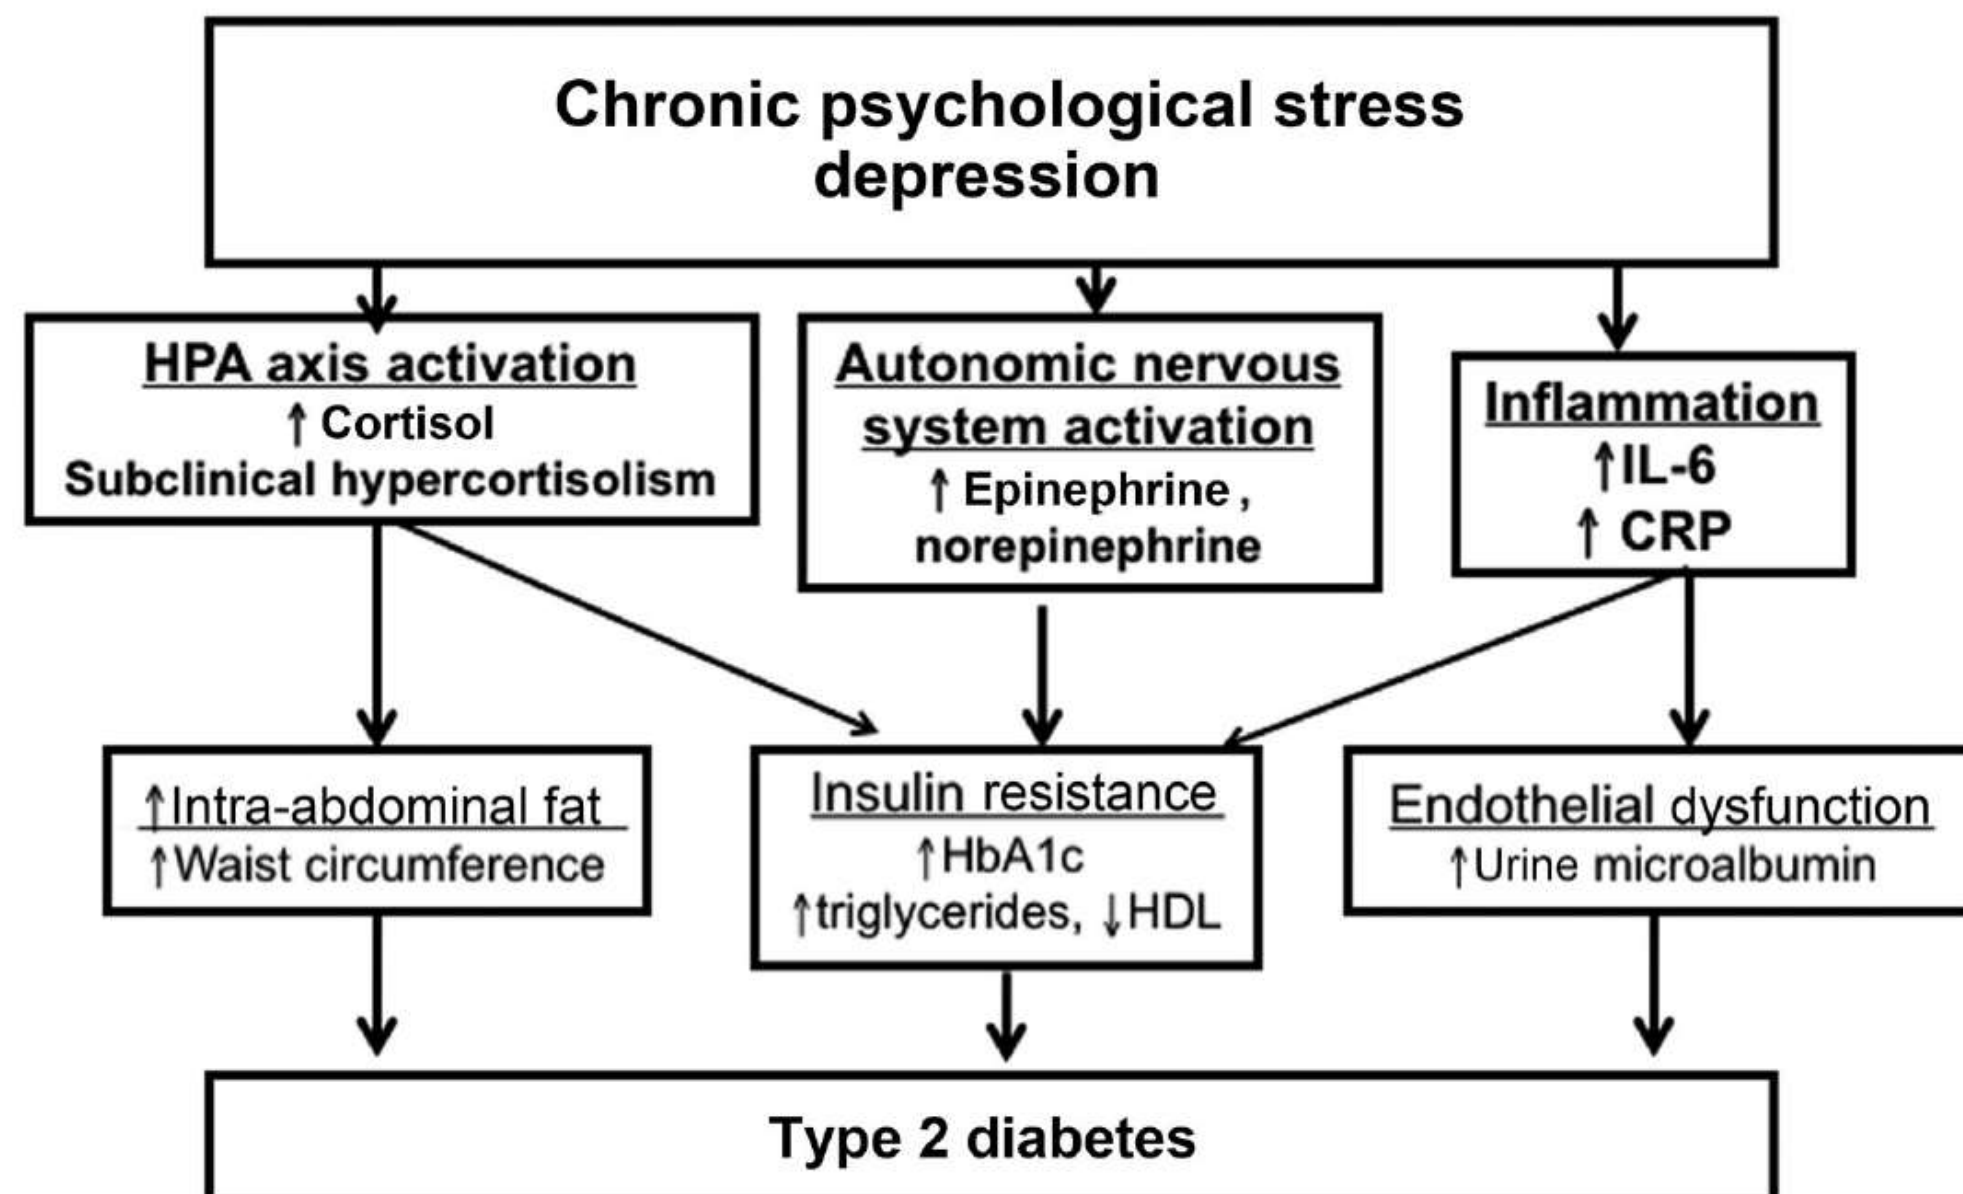 Chronic psychological stress
depression
HPA axis activation
↑ Cortisol
Subclinical hypercortisolism
Autonomic nervous
system activation
↑ Epinephrine ,
norepinephrine
Inflammation
↑IL-6
↑ CRP
↑Intra-abdominal fat
↑Waist circumference
Insulin resistance
↑HbA1c
↑triglycerides, ↓HDL
Endothelial dysfunction
↑Urine microalbumin
Type 2 diabetes